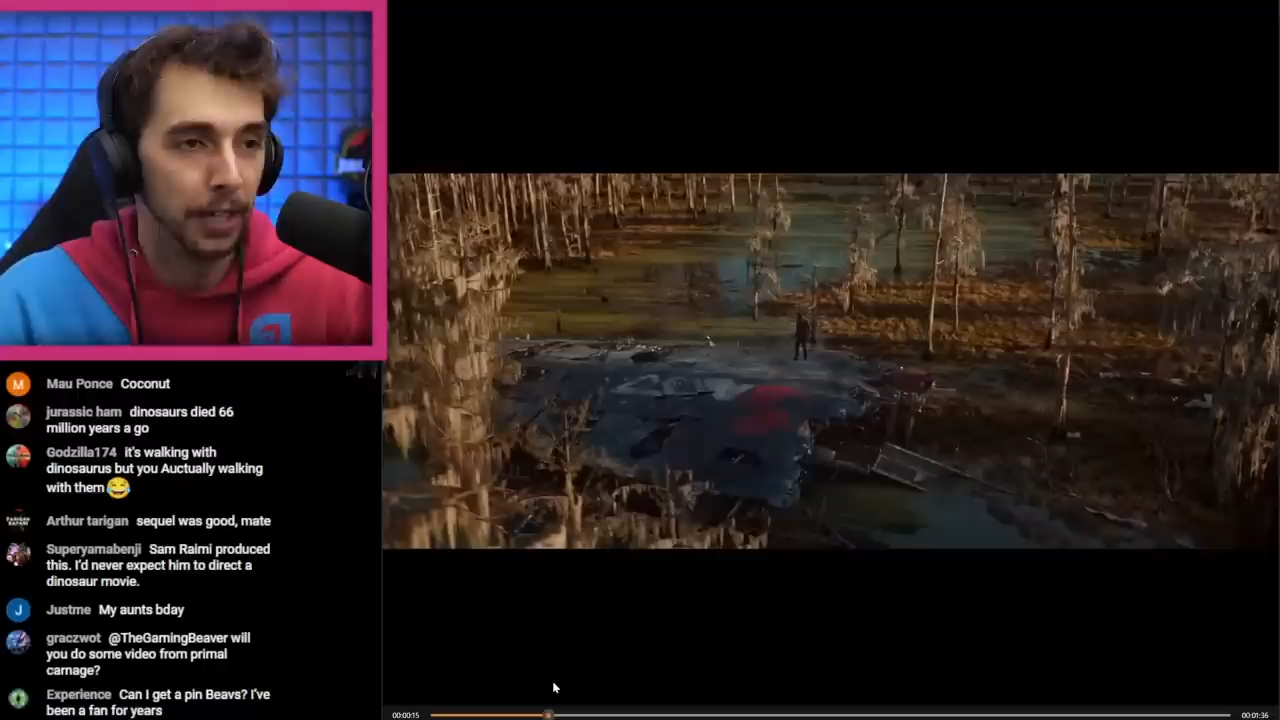 M
Mau Ponce Coconut
jurassic ham dinosaurs died 66
million years a go
Godzilla174 it's walking with
dinosaurus but you Auctually walking
with them😂
Arthur tarigan sequel was good, mate
Superyamabenji Sam Raimi produced
this. I'd never expect him to direct a
dinosaur movie.
J
Justme My aunts bday
graczwot @TheGamingBeaver will
you do some video from primal
carnage?
Experience Can I get a pin Beavs? I've
been a fan for years
00:00:15
00:01:36